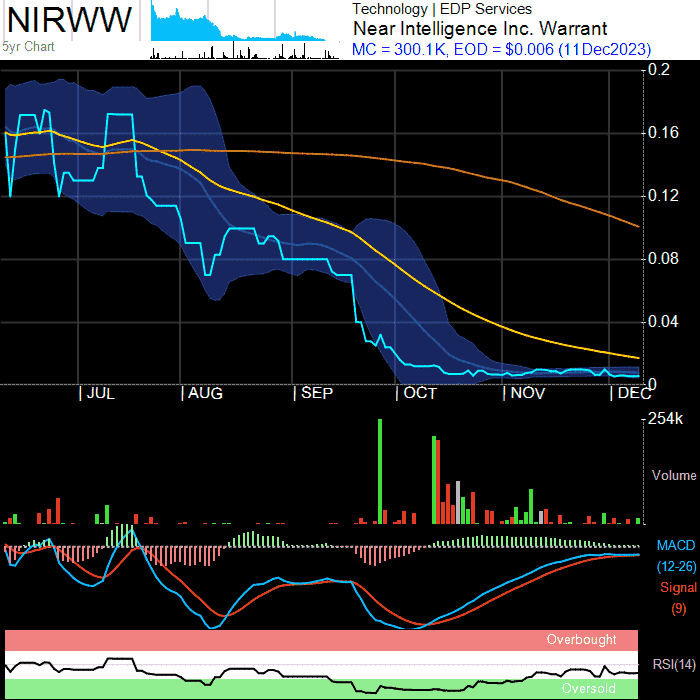 NIRWW
5yr Chart
Technology | EDP Services
Near Intelligence Inc. Warrant
MC = 300.1K, EOD = $0.006 (11Dec2023)
0.2
0.16
0.12
0.08
0.04
0
JUL
AUG
SEP
OCT
NOV
DEC
254k
Volume
MACD
(12-26)
Signal
(9)
Overbought
RSI(14)
Oversold